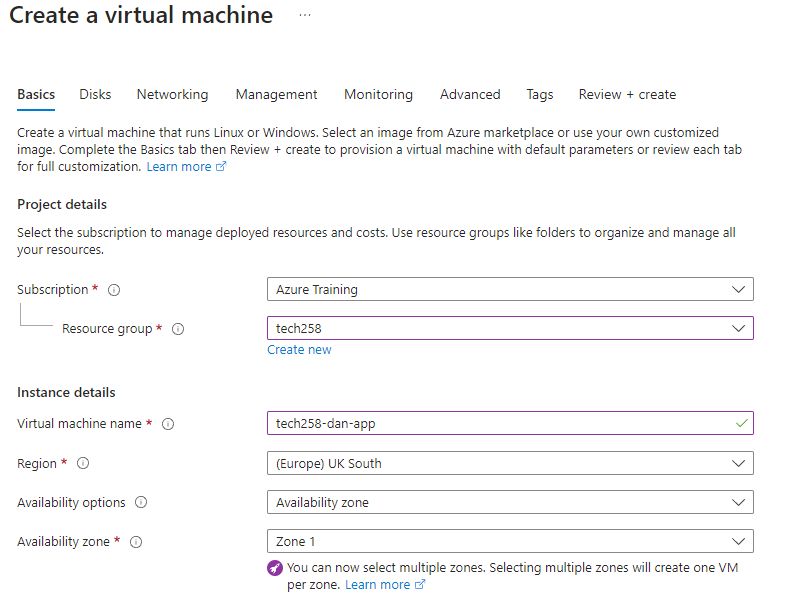 Create a virtual machine ...
Basics Disks Networking Management Monitoring Advanced Tags Review + create
Create a virtual machine that runs Linux or Windows. Select an image from Azure marketplace or use your own customized
image. Complete the Basics tab then Review + create to provision a virtual machine with default parameters or review each tab
for full customization. Learn more
Project details
Select the subscription to manage deployed resources and costs. Use resource groups like folders to organize and manage all
your resources.
Subscription * Azure Training
Resource group * tech258
Create new
Instance details
Virtual machine name * tech258-dan-app
Region * (Europe) UK South
Availability options Availability zone
Availability zone * Zone 1
You can now select multiple zones. Selecting multiple zones will create one VM
per zone. Learn more